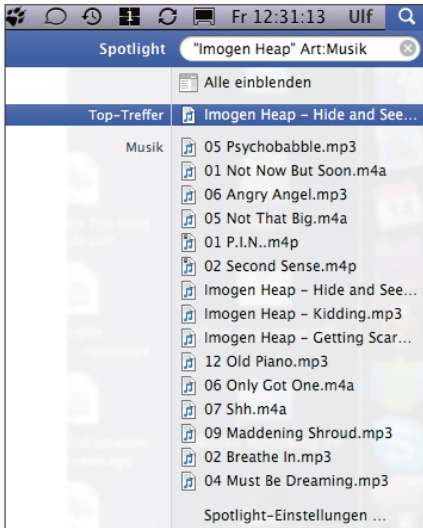 Fr 12:31:13 Ulf
Spotlight "Imogen Heap" Art:Musik
Alle einblenden
Top-Treffer Imogen Heap – Hide and See...
Musik 05 Psychobabble.mp3
01 Not Now But Soon.m4a
06 Angry Angel.mp3
05 Not That Big.m4a
01 P.I.N..m4p
02 Second Sense.m4p
Imogen Heap – Hide and See...
Imogen Heap – Kidding.mp3
Imogen Heap – Getting Scar...
12 Old Piano.mp3
06 Only Got One.m4a
07 Shh.m4a
09 Maddening Shroud.mp3
02 Breathe In.mp3
04 Must Be Dreaming.mp3
Spotlight-Einstellungen ...